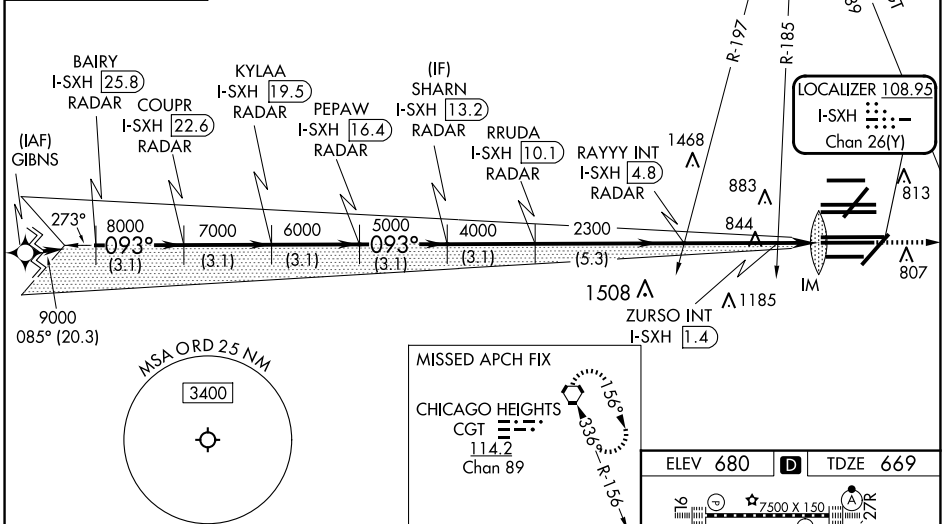 R-197
R-185
BAIRY
I-SXH 25.8
RADAR
COUPR
I-SXH 22.6
RADAR
KYLAA
I-SXH 19.5
RADAR
PEPAW
I-SXH 16.4
RADAR
(IF)
SHARN
I-SXH 13.2
RADAR
RRUDA
I-SXH 10.1
RADAR
RAYYY INT
I-SXH 4.8
RADAR
LOCALIZER 108.95
I-SXH
Chan 26(Y)
(IAF)
GIBNS
1468
883
844
813
807
273°
8000
7000
6000
5000
4000
2300
093°
093°
(3.1)
(3.1)
(3.1)
(3.1)
(3.1)
(5.3)
IM
1508
1185
9000
085° (20.3)
ZURSO INT
I-SXH 1.4
MSA ORD 25 NM
3400
MISSED APCH FIX
CHICAGO HEIGHTS
CGT
114.2
Chan 89
156°
336°
R-156
ELEV 680 D TDZE 669
9L
P
7500 X 150
A
27R